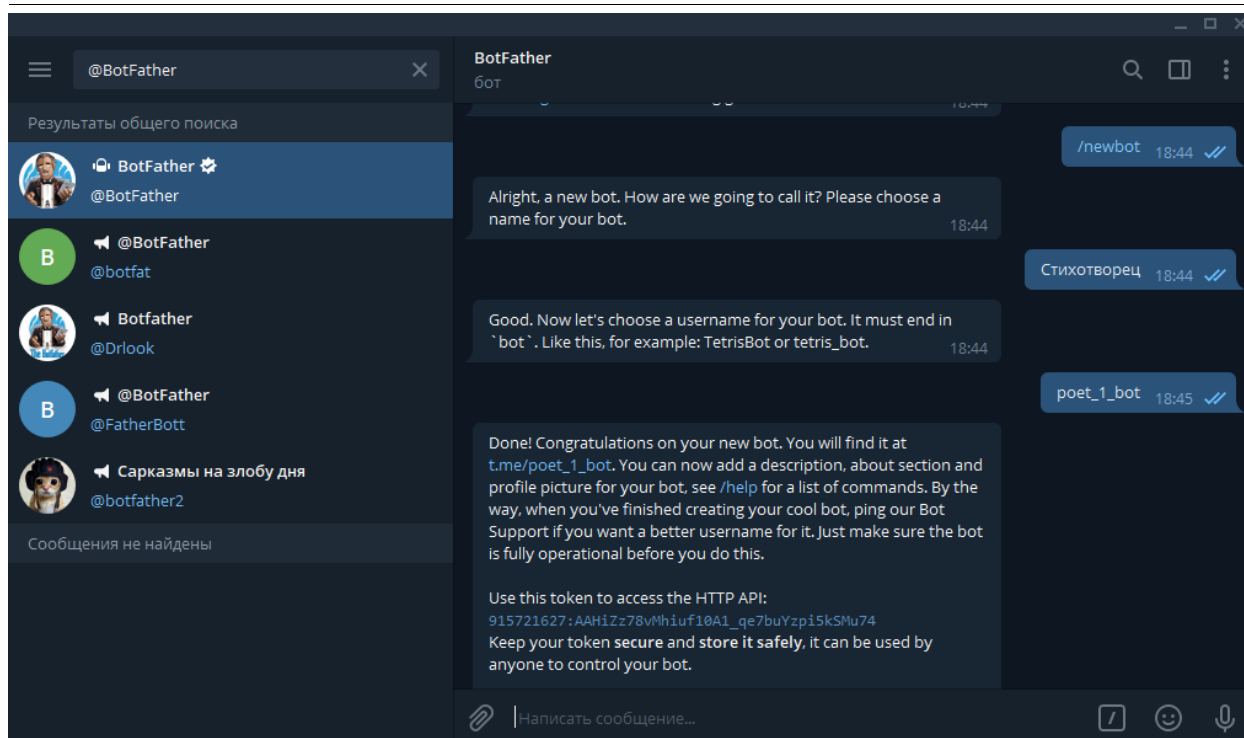 @BotFather
Результаты общего поиска
BotFather
@BotFather
B
@BotFather
@botfat
Botfather
@Drlook
B
@BotFather
@FatherBott
Сарказмы на злобу дня
@botfather2
Сообщения не найдены
BotFather
бот
18:44
/newbot 18:44
Alright, a new bot. How are we going to call it? Please choose a
name for your bot. 18:44
Стихотворец 18:44
Good. Now let's choose a username for your bot. It must end in
`bot`. Like this, for example: TetrisBot or tetris_bot. 18:44
poet_1_bot 18:45
Done! Congratulations on your new bot. You will find it at
t.me/poet_1_bot. You can now add a description, about section and
profile picture for your bot, see /help for a list of commands. By the
way, when you've finished creating your cool bot, ping our Bot
Support if you want a better username for it. Just make sure the bot
is fully operational before you do this.
Use this token to access the HTTP API:
915721627:AAHiZz78vMhiuf10A1_qe7buYzpi5kSMu74
Keep your token secure and store it safely, it can be used by
anyone to control your bot.
Написать сообщение...